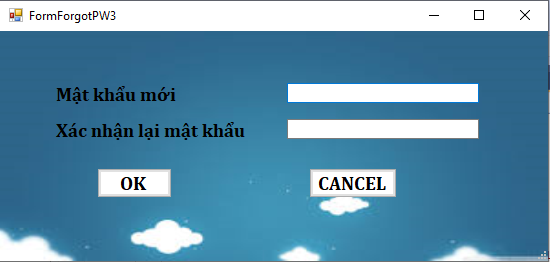 FormForgotPW3
Mật khẩu mới
Xác nhận lại mật khẩu
OK CANCEL